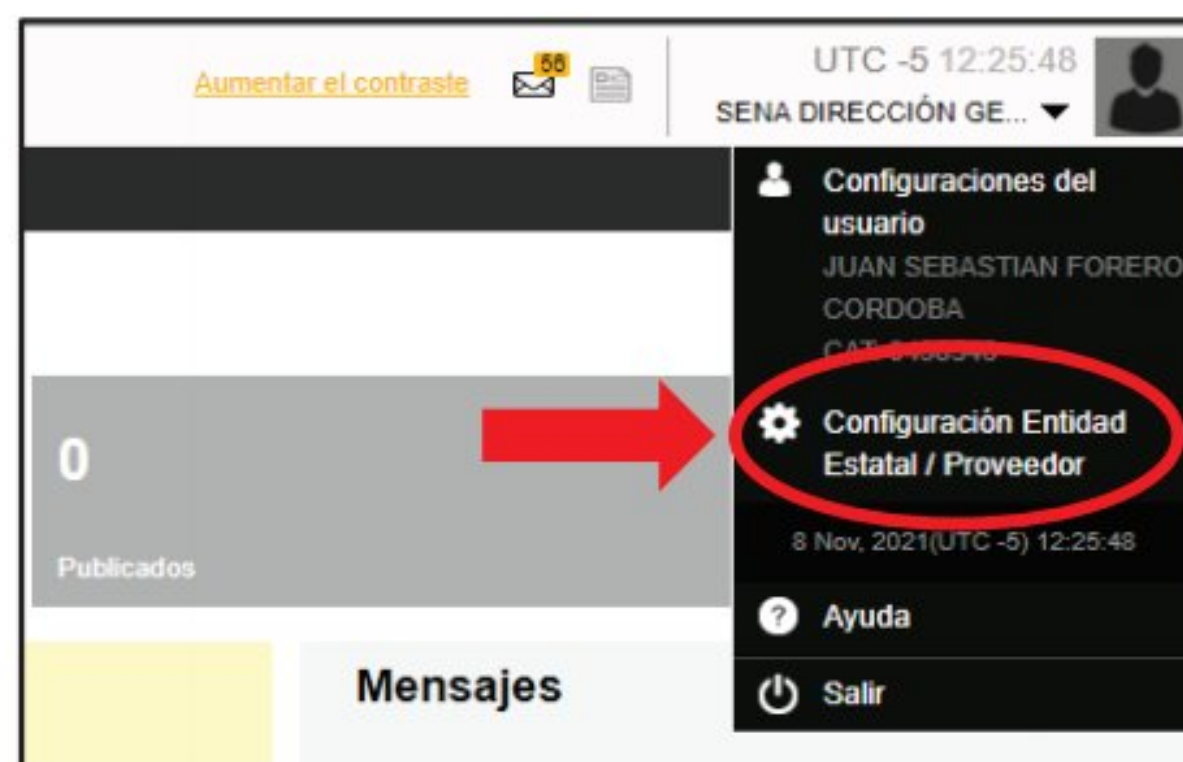 Aumentar el contraste
56
UTC -5 12:25:48
SENA DIRECCIÓN GE...
Configuraciones del
usuario
JUAN SEBASTIAN FORERO
CORDOBA
0
Publicados
Configuración Entidad
Estatal / Proveedor
8 Nov, 2021(UTC -5) 12:25:48
Ayuda
Mensajes
Salir